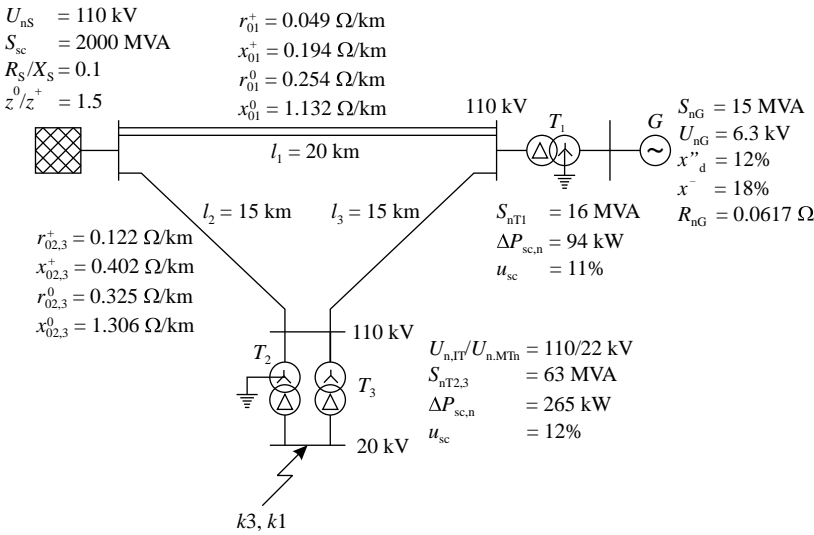 U_nS = 110 kV
S_sc = 2000 MVA
R_S/X_S = 0.1
z^0/z^+ = 1.5
r_01^+ = 0.049 Ω/km
x_01^+ = 0.194 Ω/km
r_01^0 = 0.254 Ω/km
x_01^0 = 1.132 Ω/km
110 kV
T_1
G
l_1 = 20 km
S_nG = 15 MVA
U_nG = 6.3 kV
x"_d = 12%
x^- = 18%
R_nG = 0.0617 Ω
l_2 = 15 km
l_3 = 15 km
S_nT1 = 16 MVA
ΔP_sc,n = 94 kW
u_sc = 11%
r_02,3^+ = 0.122 Ω/km
x_02,3^+ = 0.402 Ω/km
r_02,3^0 = 0.325 Ω/km
x_02,3^0 = 1.306 Ω/km
110 kV
T_2
T_3
U_n,IT/U_n.MTn = 110/22 kV
S_nT2,3 = 63 MVA
ΔP_sc,n = 265 kW
u_sc = 12%
20 kV
k3, k1